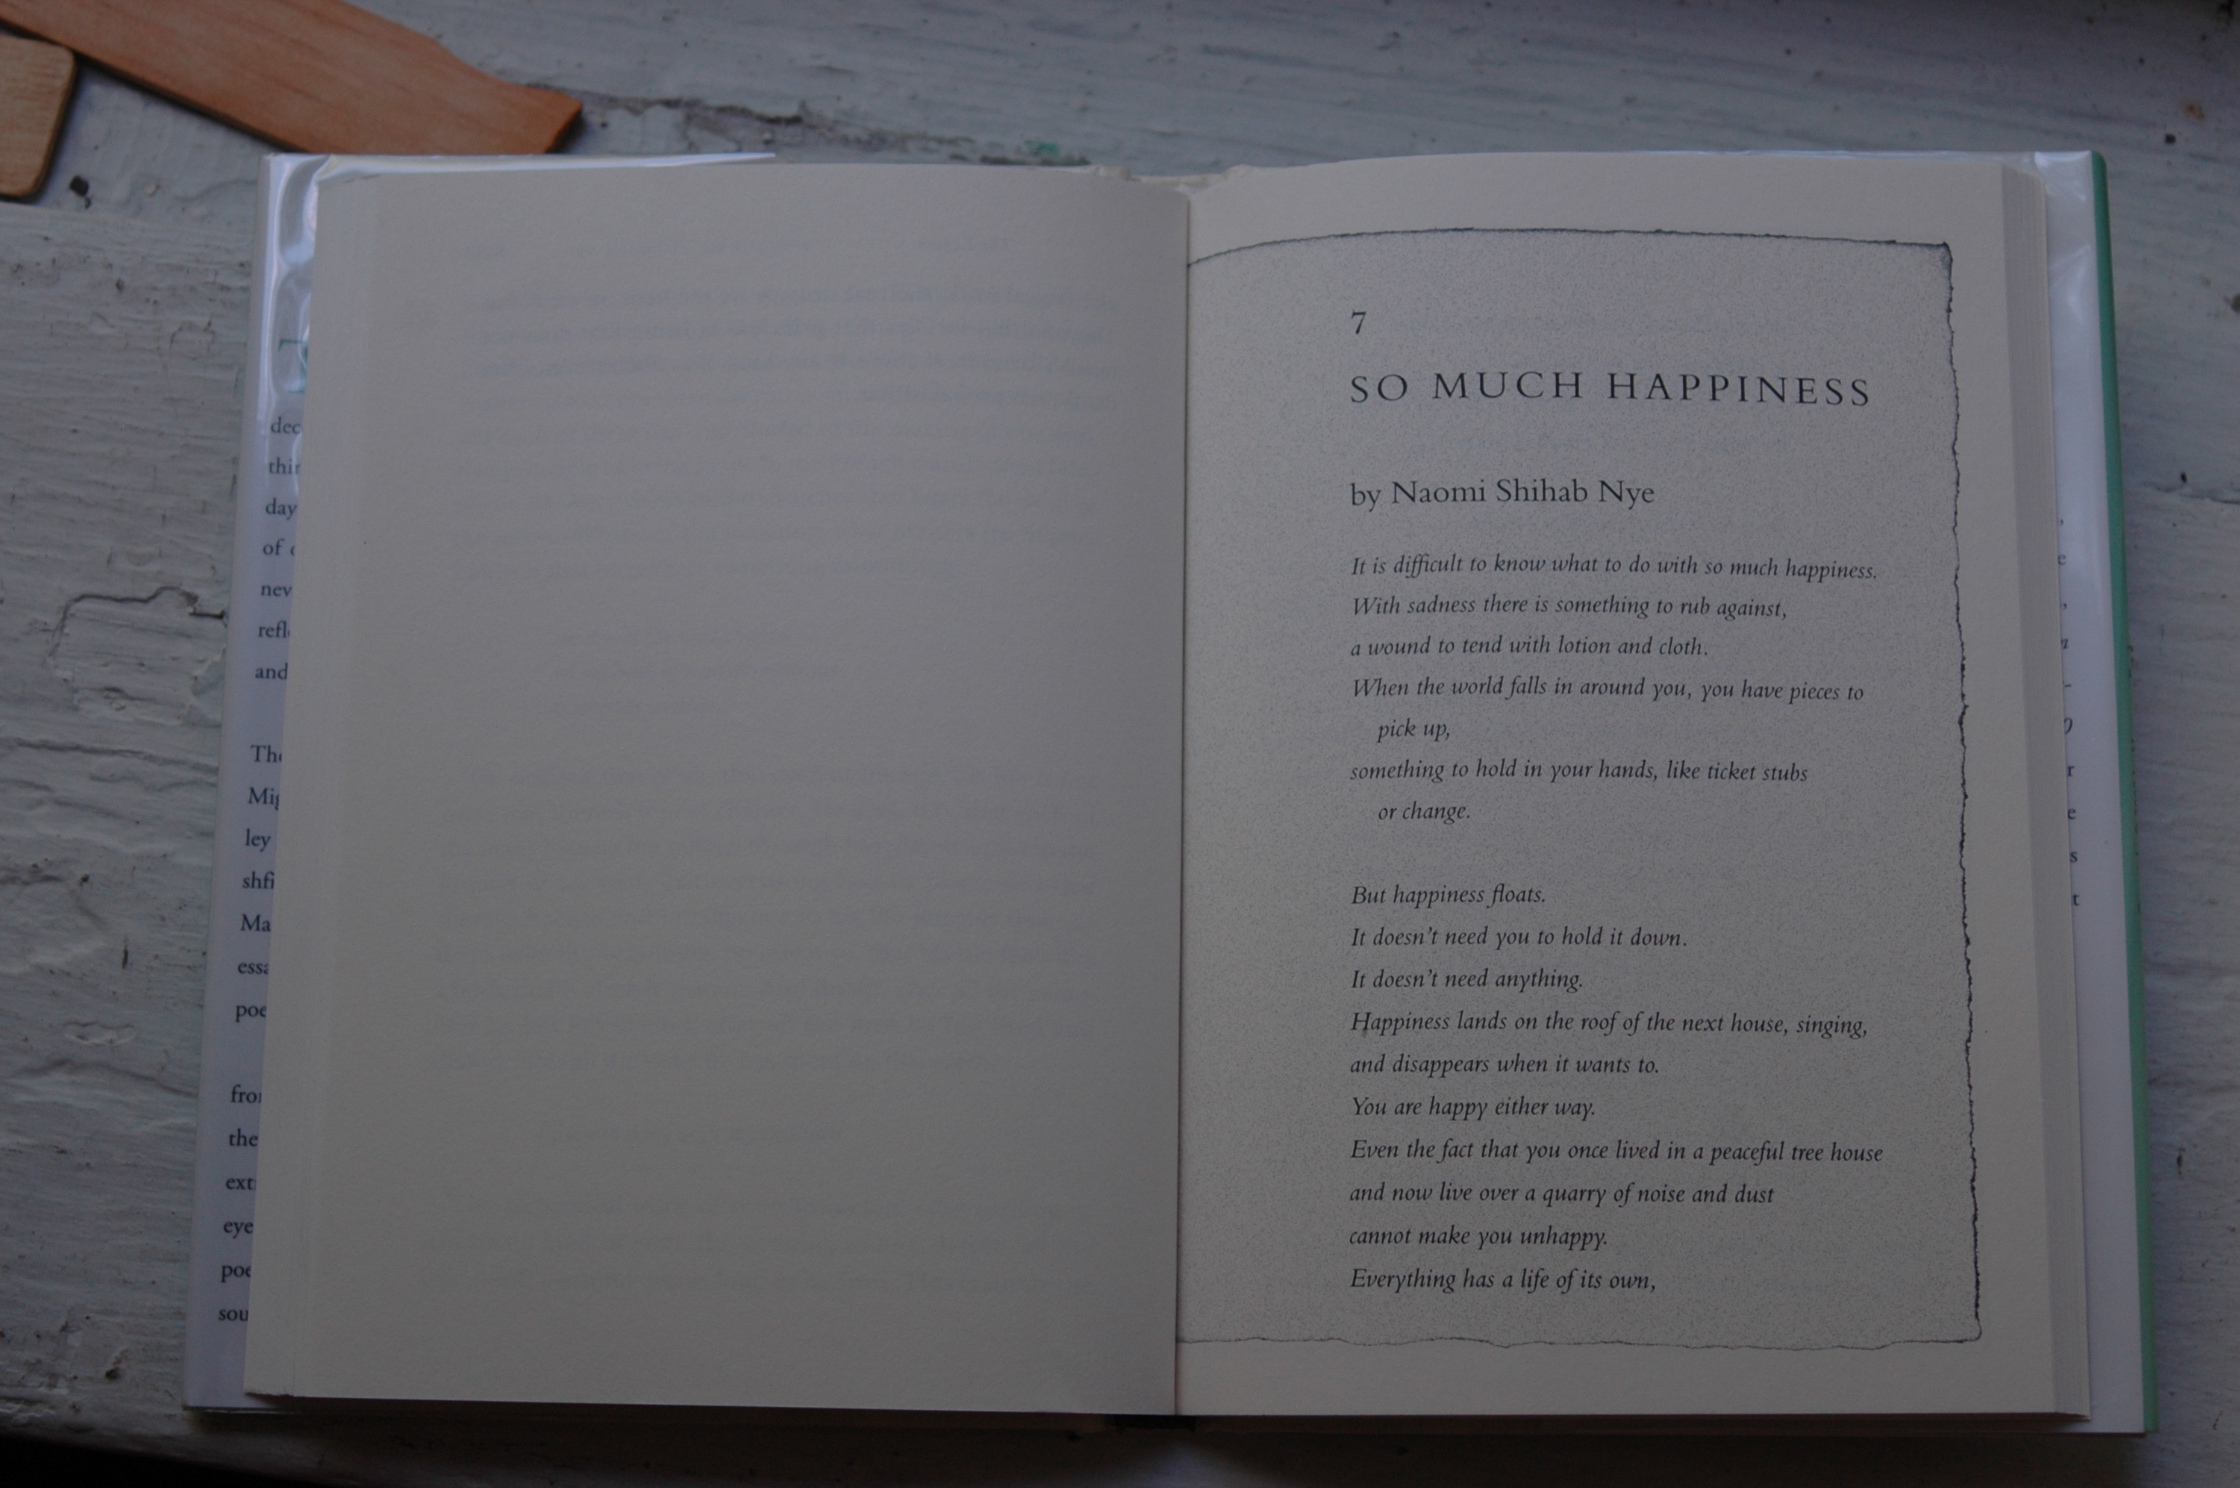 dec
thin
day
of
nev
refl
and
The
Mig
ley
shfi
Ma
essa
poe
from
the
ext
eye
poe
sou
7
SO MUCH HAPPINESS
by Naomi Shihab Nye
It is difficult to know what to do with so much happiness.
With sadness there is something to rub against,
a wound to tend with lotion and cloth.
When the world falls in around you, you have pieces to
pick up,
something to hold in your hands, like ticket stubs
or change.
But happiness floats.
It doesn't need you to hold it down.
It doesn't need anything.
Happiness lands on the roof of the next house, singing,
and disappears when it wants to.
You are happy either way.
Even the fact that you once lived in a peaceful tree house
and now live over a quarry of noise and dust
cannot make you unhappy.
Everything has a life of its own,